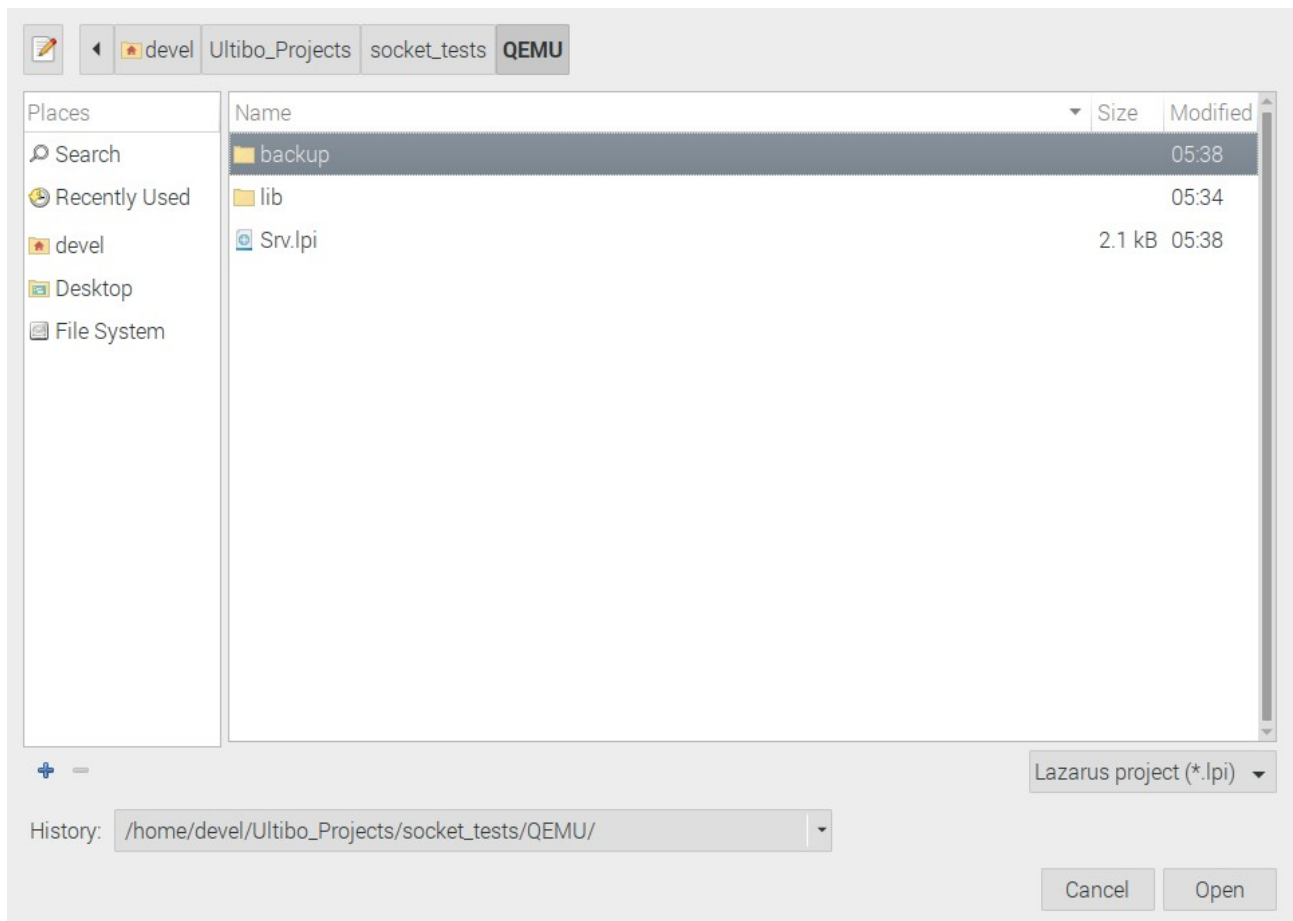 devel Ultibo_Projects socket_tests QEMU
Places
Name Size Modified
Search
backup 05:38
Recently Used
lib 05:34
devel
Srv.lpi 2.1 kB 05:38
Desktop
File System
Lazarus project (*.lpi)
History: /home/devel/Ultibo_Projects/socket_tests/QEMU/
Cancel Open